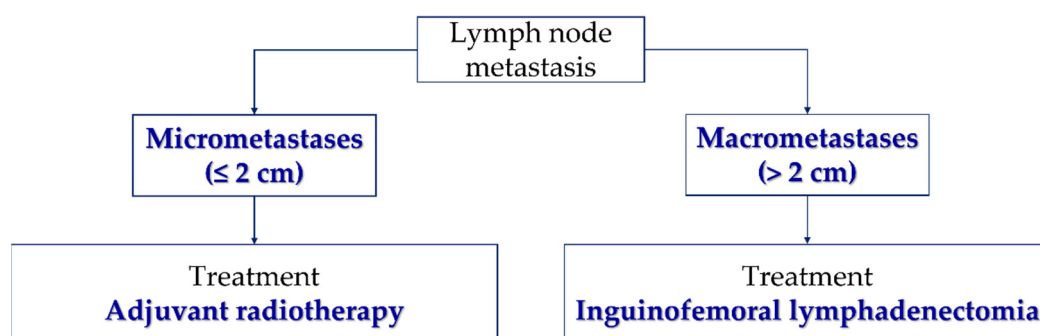 Lymph node
metastasis
Micrometastases
(≤ 2 cm)
Macrometastases
(> 2 cm)
Treatment
Adjuvant radiotherapy
Treatment
Inguinofemoral lymphadenectomia